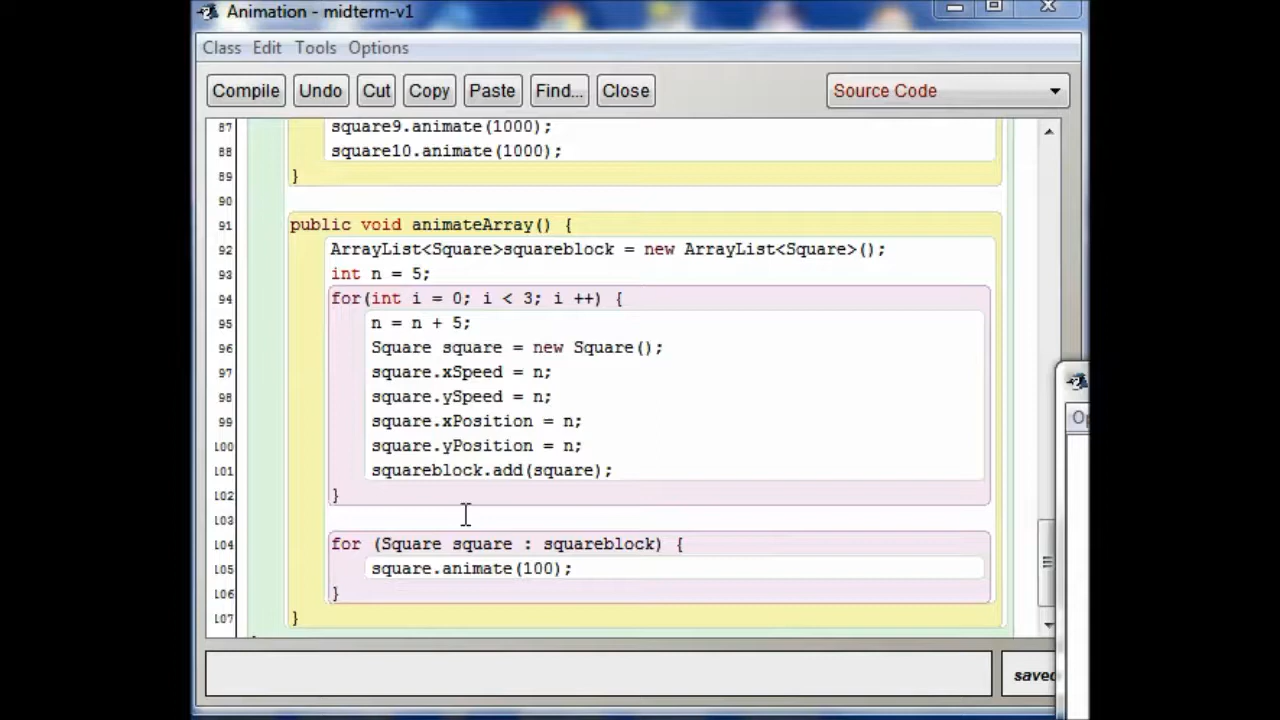 Animation - midterm-v1
Class Edit Tools Options
Compile Undo Cut Copy Paste Find... Close Source Code
87 square9.animate(1000);
88 square10.animate(1000);
89 }
90
91 public void animateArray() {
92 ArrayList<Square>squareblock = new ArrayList<Square>();
93 int n = 5;
94 for(int i = 0; i < 3; i ++) {
95 n = n + 5;
96 Square square = new Square();
97 square.xSpeed = n;
98 square.ySpeed = n;
99 square.xPosition = n;
100 square.yPosition = n;
101 squareblock.add(square);
102 }
103
104 for (Square square : squareblock) {
105 square.animate(100);
106 }
107 }
Op
saved